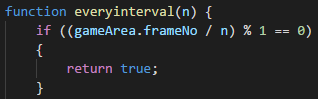 function everyinterval(n) {
    if ((gameArea.frameNo / n) % 1 == 0)
    {
        return true;
    }